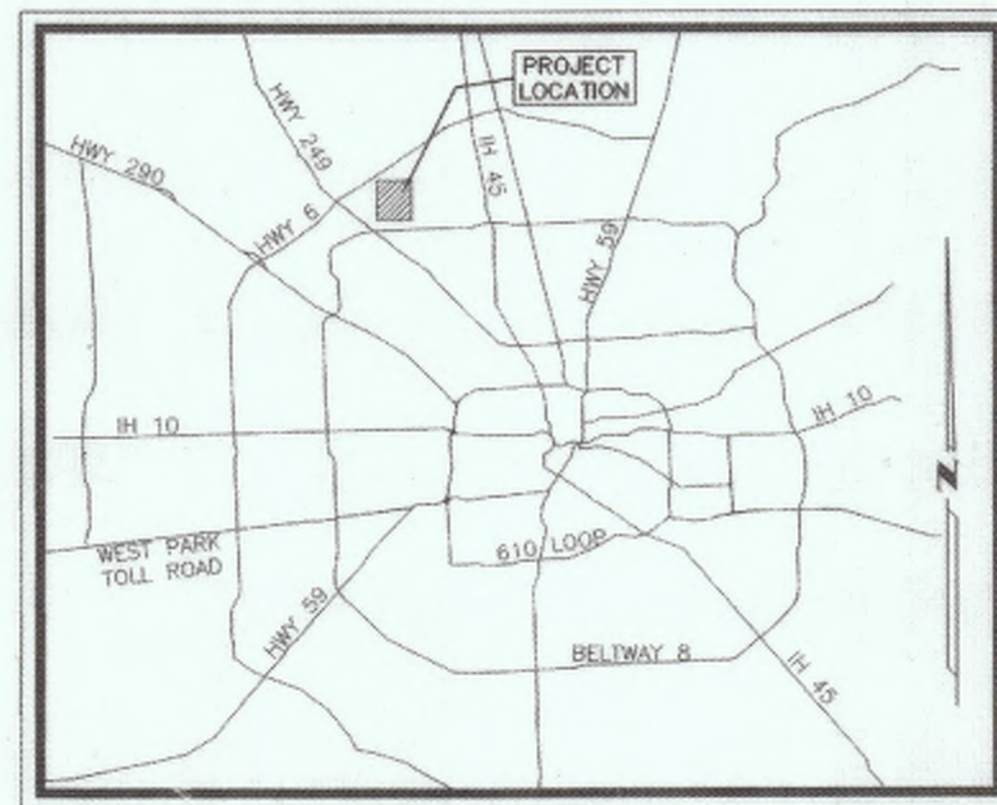 PROJECT
LOCATION
HWY 249
IH 45
HWY 290
HWY 6
HWY 59
IH 10
IH 10
N
WEST PARK
TOLL ROAD
610 LOOP
HWY 59
BELTWAY 8
IH 45